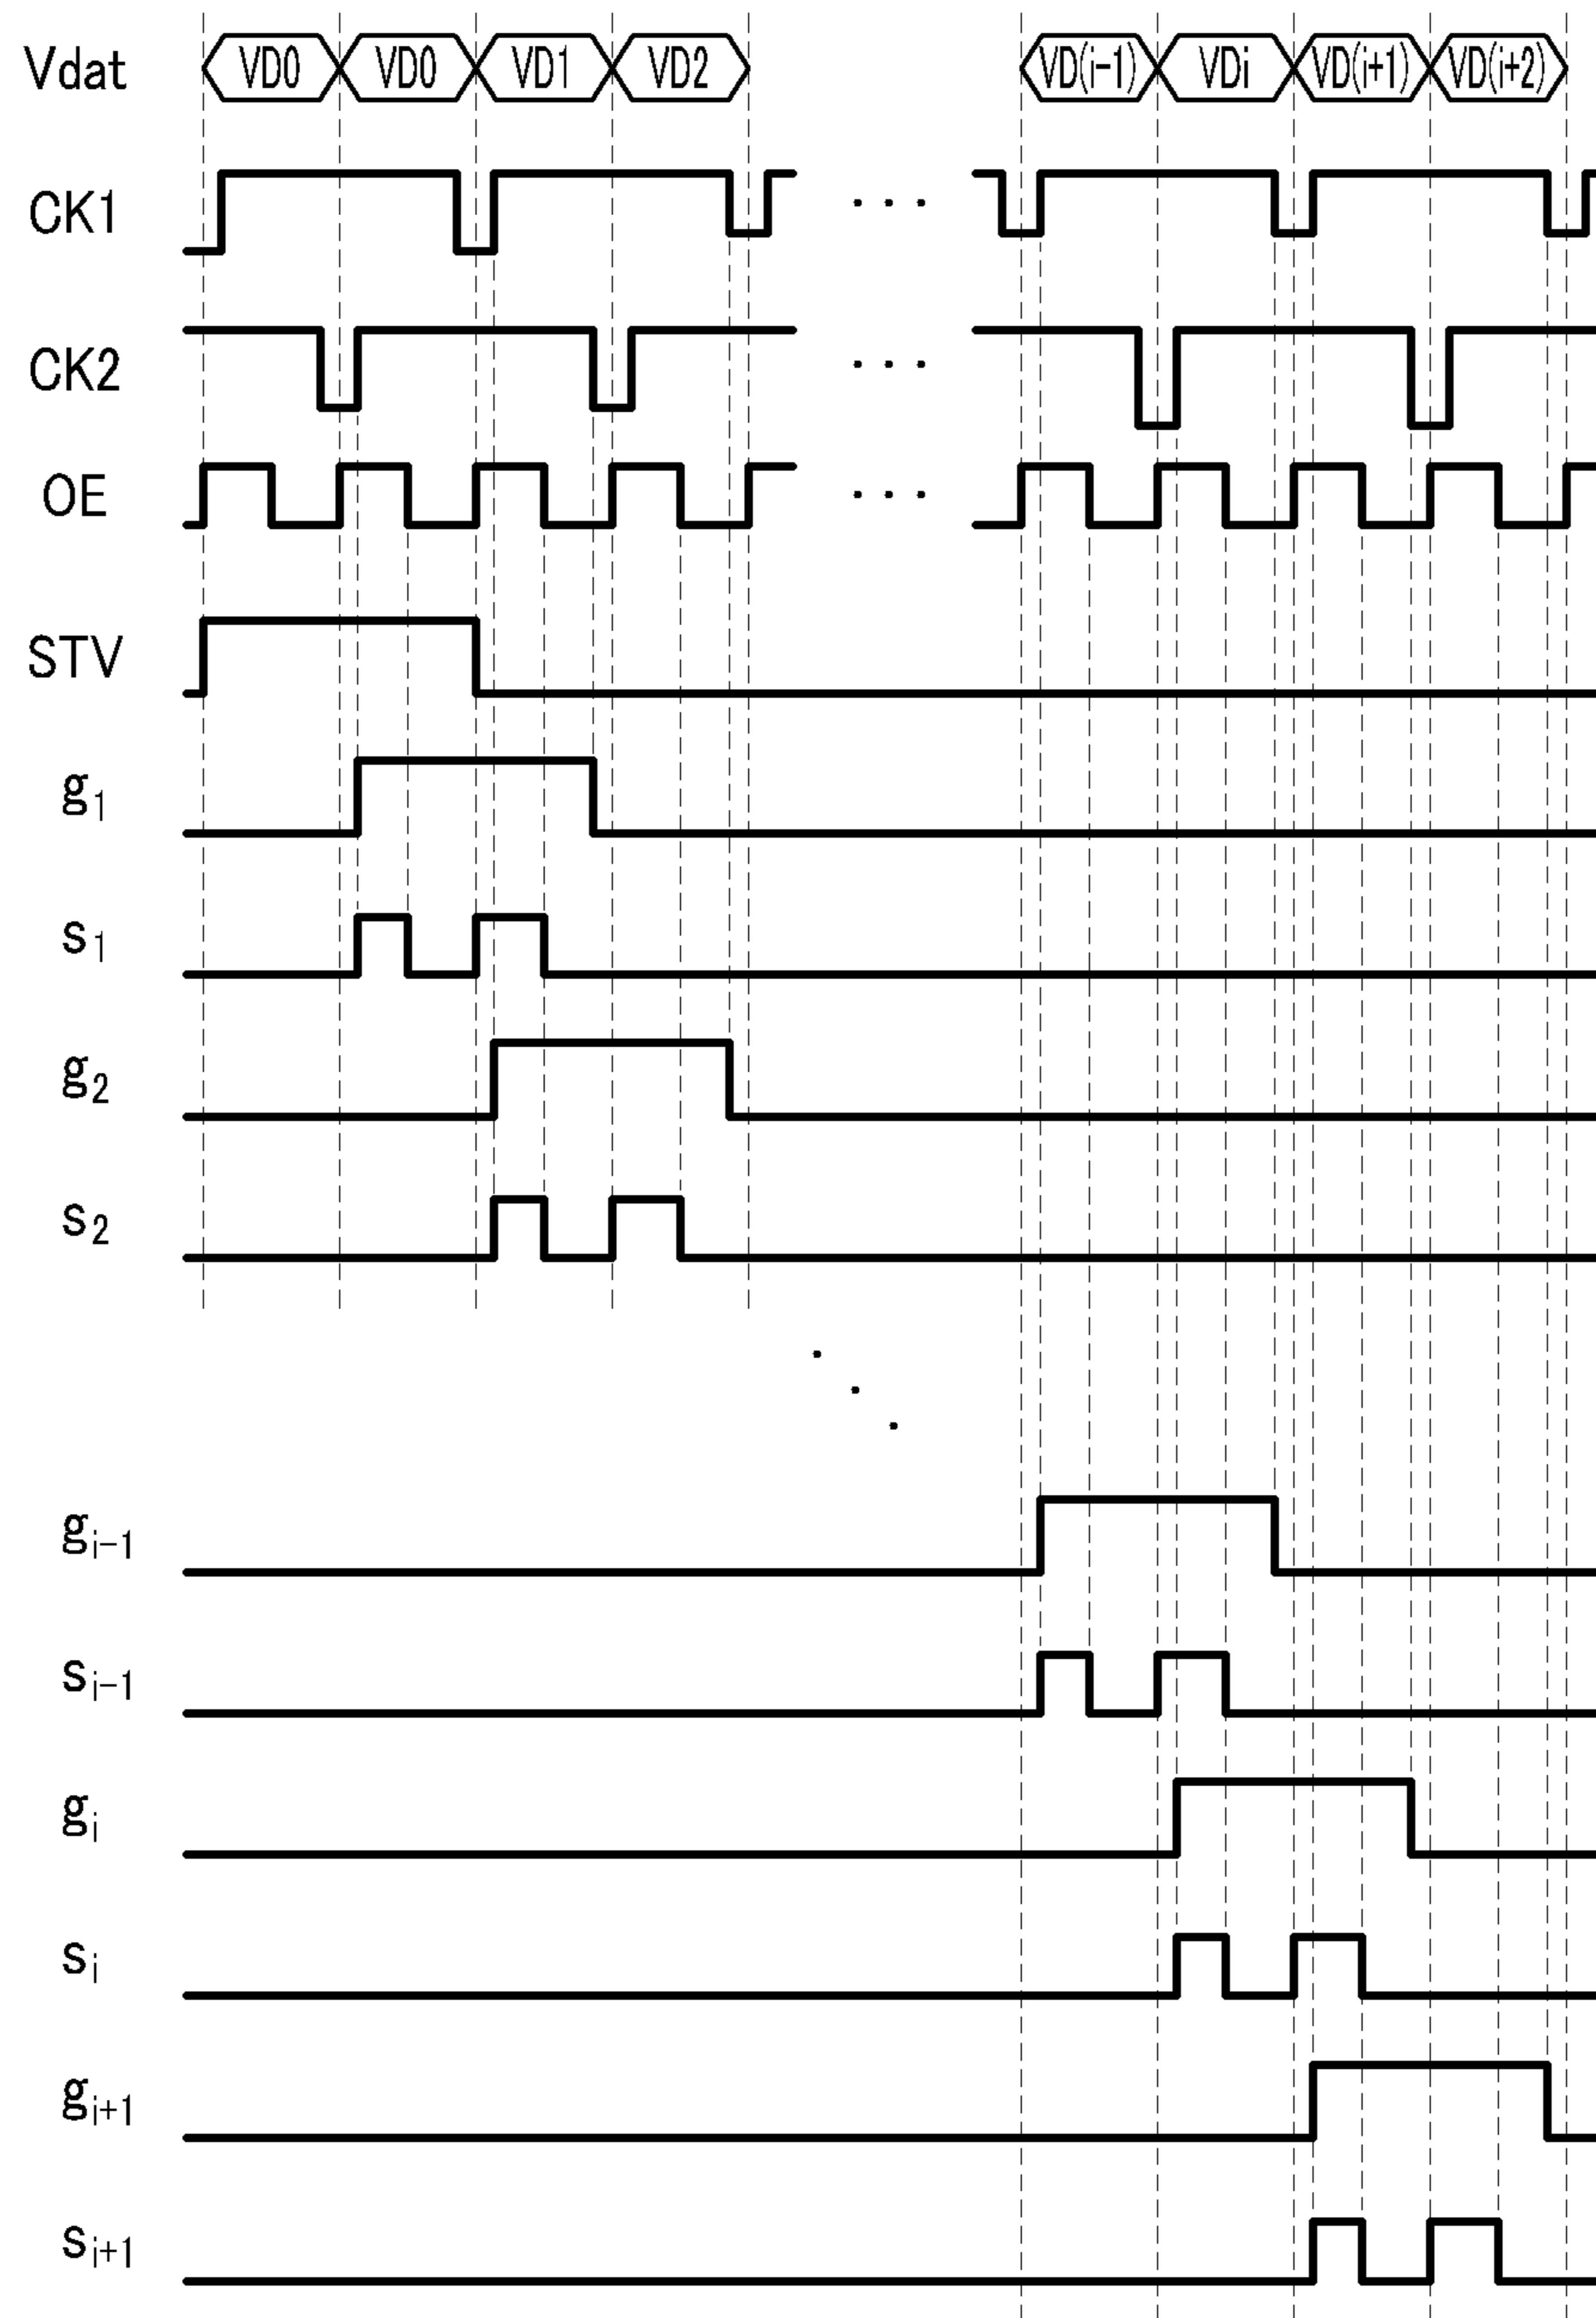 Vdat VD0 VD0 VD1 VD2 VD(i-1) VDi VD(i+1) VD(i+2)
CK1 · · ·
CK2 · · ·
OE · · ·
STV
g₁
s₁
g₂
s₂
gᵢ₋₁
sᵢ₋₁
gᵢ
sᵢ
gᵢ₊₁
sᵢ₊₁